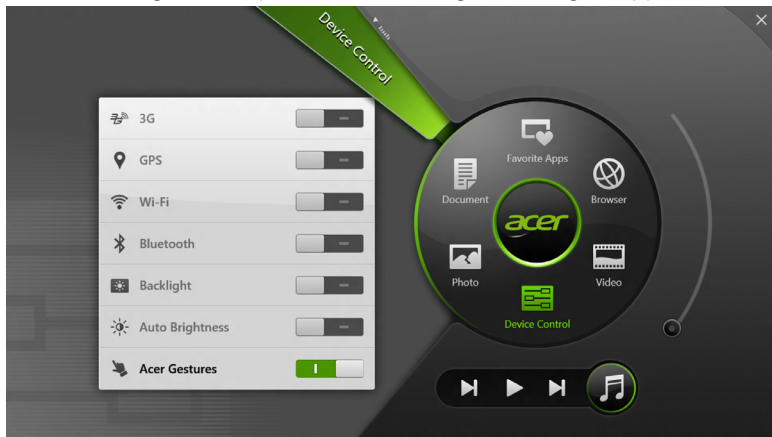 Device Control
3G
GPS
Wi-Fi
Bluetooth
Backlight
Auto Brightness
Acer Gestures
Favorite Apps
Document
Browser
acer
Photo
Video
Device Control